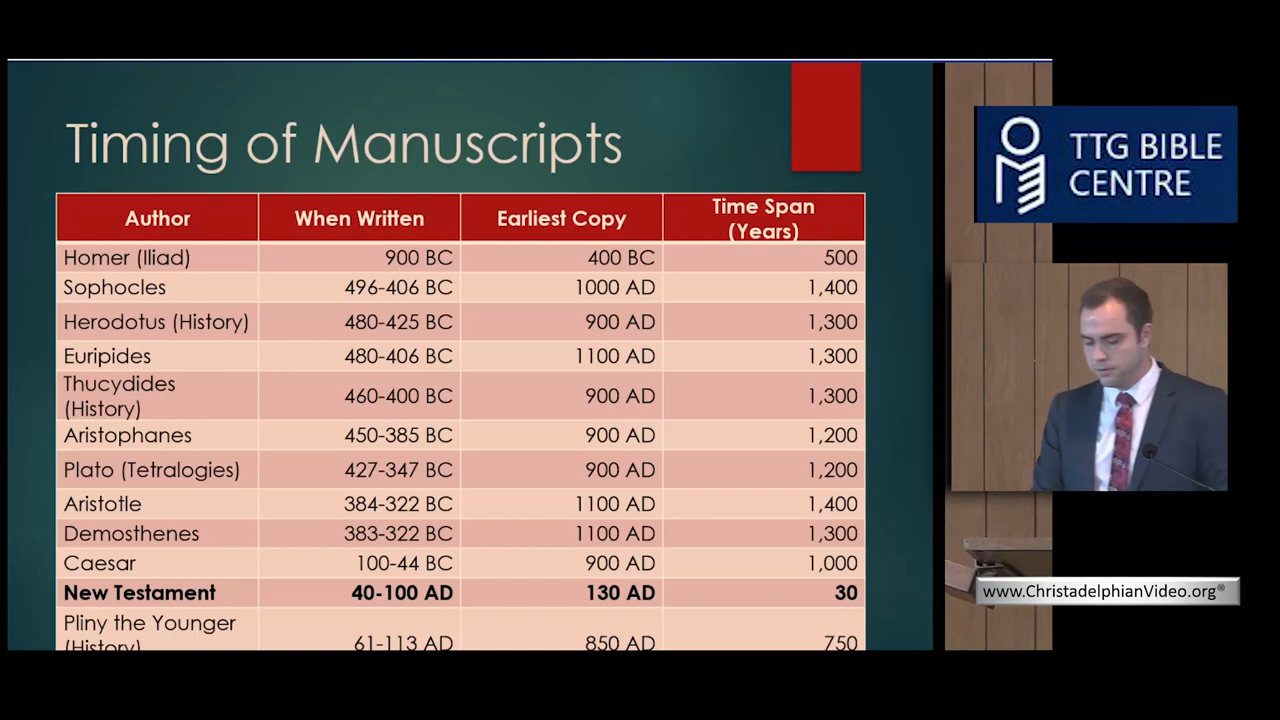 Timing of Manuscripts
TTG BIBLE
CENTRE
Author When Written Earliest Copy Time Span
(Years)
Homer (Iliad) 900 BC 400 BC 500
Sophocles 496-406 BC 1000 AD 1,400
Herodotus (History) 480-425 BC 900 AD 1,300
Euripides 480-406 BC 1100 AD 1,300
Thucydides
(History) 460-400 BC 900 AD 1,300
Aristophanes 450-385 BC 900 AD 1,200
Plato (Tetralogies) 427-347 BC 900 AD 1,200
Aristotle 384-322 BC 1100 AD 1,400
Demosthenes 383-322 BC 1100 AD 1,300
Caesar 100-44 BC 900 AD 1,000
New Testament 40-100 AD 130 AD 30
Pliny the Younger
(History) 61-113 AD 850 AD 750
www.ChristadelphianVideo.org®